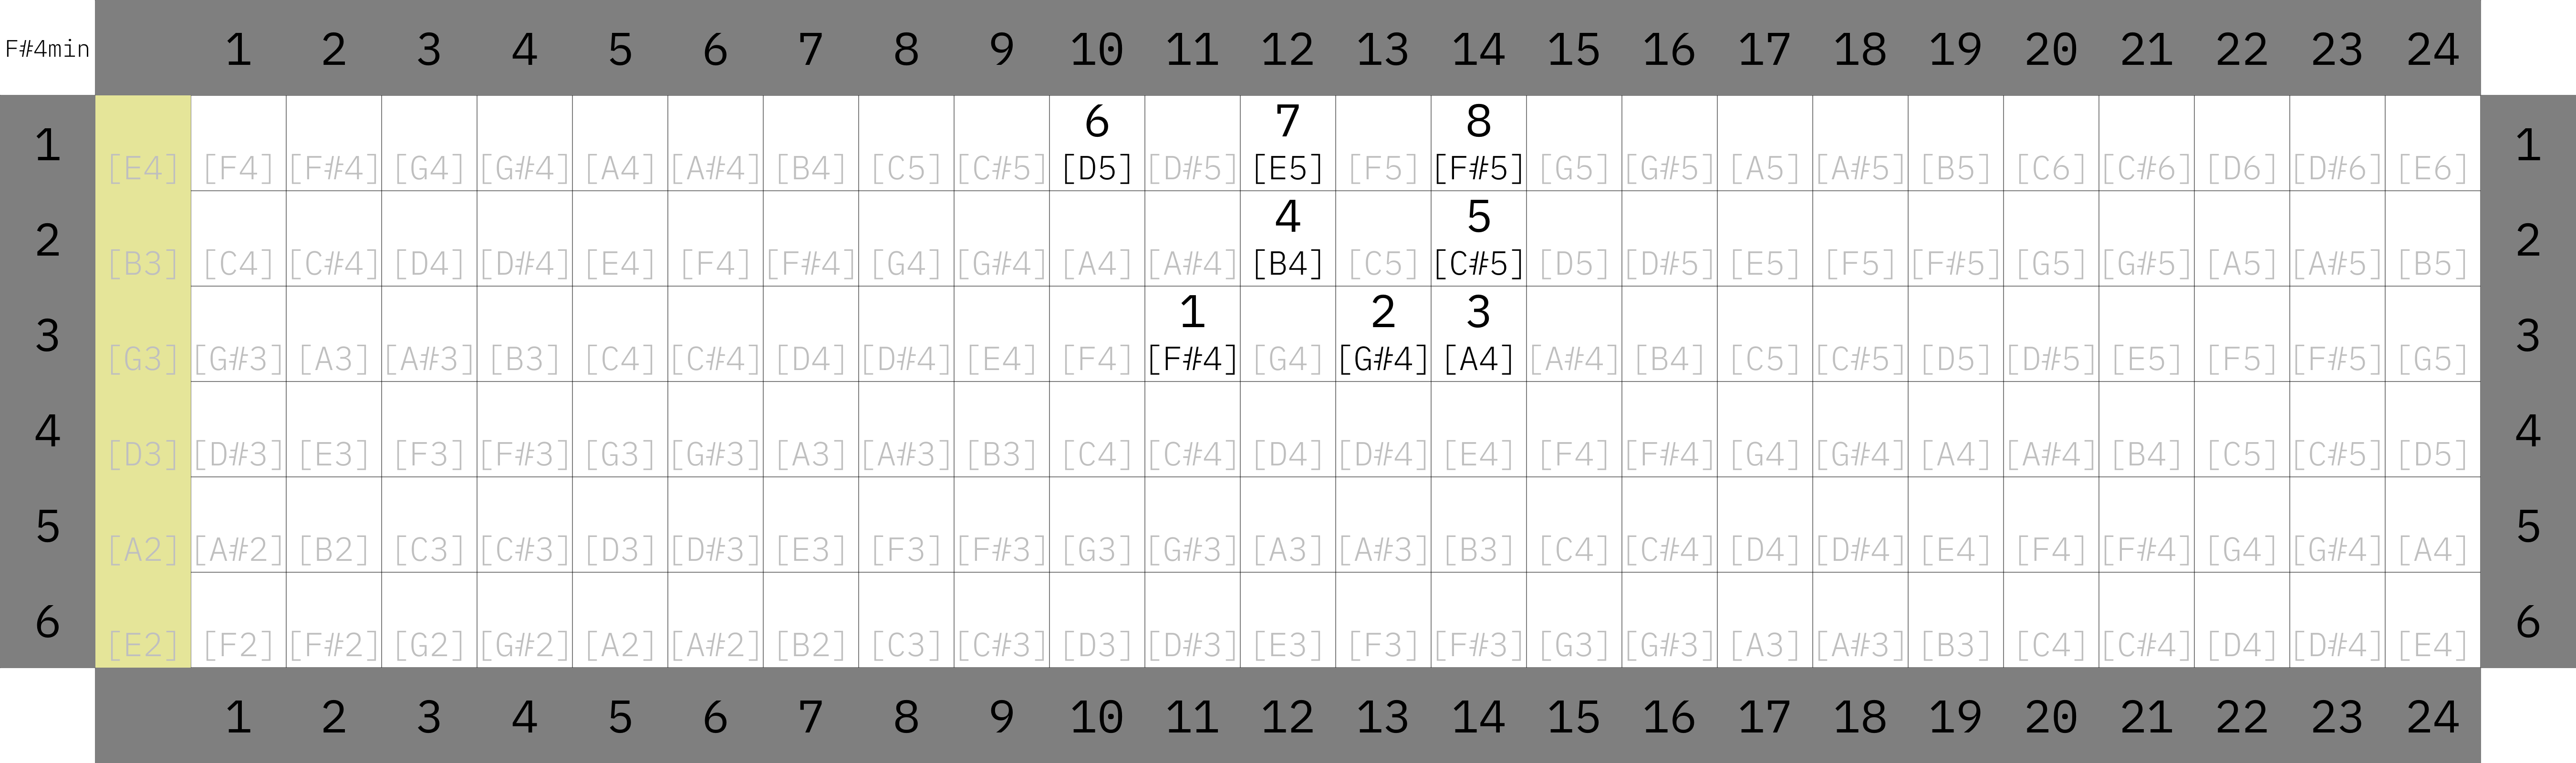 F#4min 1 2 3 4 5 6 7 8 9 10 11 12 13 14 15 16 17 18 19 20 21 22 23 24
6 7 8
1 [E4] [F4] [F#4] [G4] [G#4] [A4] [A#4] [B4] [C5] [C#5] [D5] [D#5] [E5] [F5] [F#5] [G5] [G#5] [A5] [A#5] [B5] [C6] [C#6] [D6] [D#6] [E6] 1
4 5
2 [B3] [C4] [C#4] [D4] [D#4] [E4] [F4] [F#4] [G4] [G#4] [A4] [A#4] [B4] [C5] [C#5] [D5] [D#5] [E5] [F5] [F#5] [G5] [G#5] [A5] [A#5] [B5] 2
1 2 3
3 [G3] [G#3] [A3] [A#3] [B3] [C4] [C#4] [D4] [D#4] [E4] [F4] [F#4] [G4] [G#4] [A4] [A#4] [B4] [C5] [C#5] [D5] [D#5] [E5] [F5] [F#5] [G5] 3
4 [D3] [D#3] [E3] [F3] [F#3] [G3] [G#3] [A3] [A#3] [B3] [C4] [C#4] [D4] [D#4] [E4] [F4] [F#4] [G4] [G#4] [A4] [A#4] [B4] [C5] [C#5] [D5] 4
5 [A2] [A#2] [B2] [C3] [C#3] [D3] [D#3] [E3] [F3] [F#3] [G3] [G#3] [A3] [A#3] [B3] [C4] [C#4] [D4] [D#4] [E4] [F4] [F#4] [G4] [G#4] [A4] 5
6 [E2] [F2] [F#2] [G2] [G#2] [A2] [A#2] [B2] [C3] [C#3] [D3] [D#3] [E3] [F3] [F#3] [G3] [G#3] [A3] [A#3] [B3] [C4] [C#4] [D4] [D#4] [E4] 6
1 2 3 4 5 6 7 8 9 10 11 12 13 14 15 16 17 18 19 20 21 22 23 24